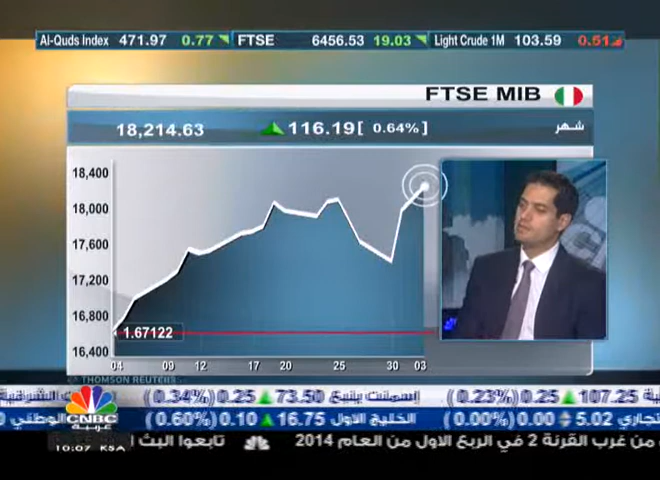 Al-Quds Index 471.97 0.77 FTSE 6456.53 19.03 Light Crude 1M 103.59 0.51
FTSE MIB
18,214.63 116.19[ 0.64%] شهر
18,400
18,000
17,600
17,200
16,800
16,400
1.67122
04 09 12 17 20 25 30 03
THOMSON REUTERS
إسمنت ينبع 73.50 0.25 (0.34%)
107.25 0.25 (0.23%)
الخليج الاول 16.75 0.10 (0.60%)
5.02 0.00 (0.00%)
CNBC
عربية
10:07 KSA
من غرب القرنة 2 في الربع الاول من العام 2014 تابعوا البث